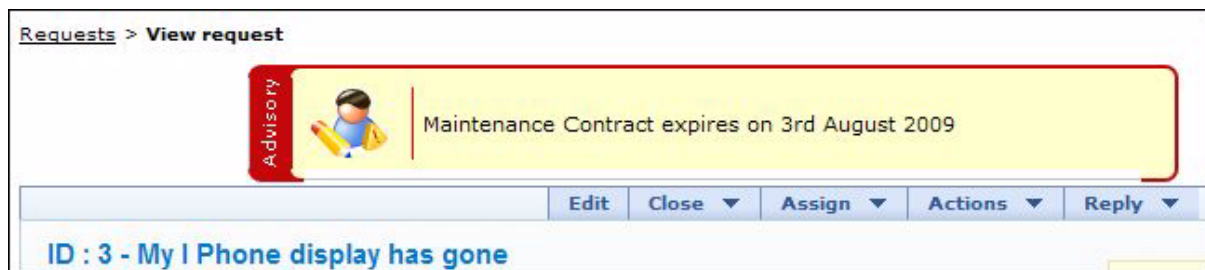 Requests > View request
Advisory
Maintenance Contract expires on 3rd August 2009
Edit Close Assign Actions Reply
ID : 3 - My I Phone display has gone